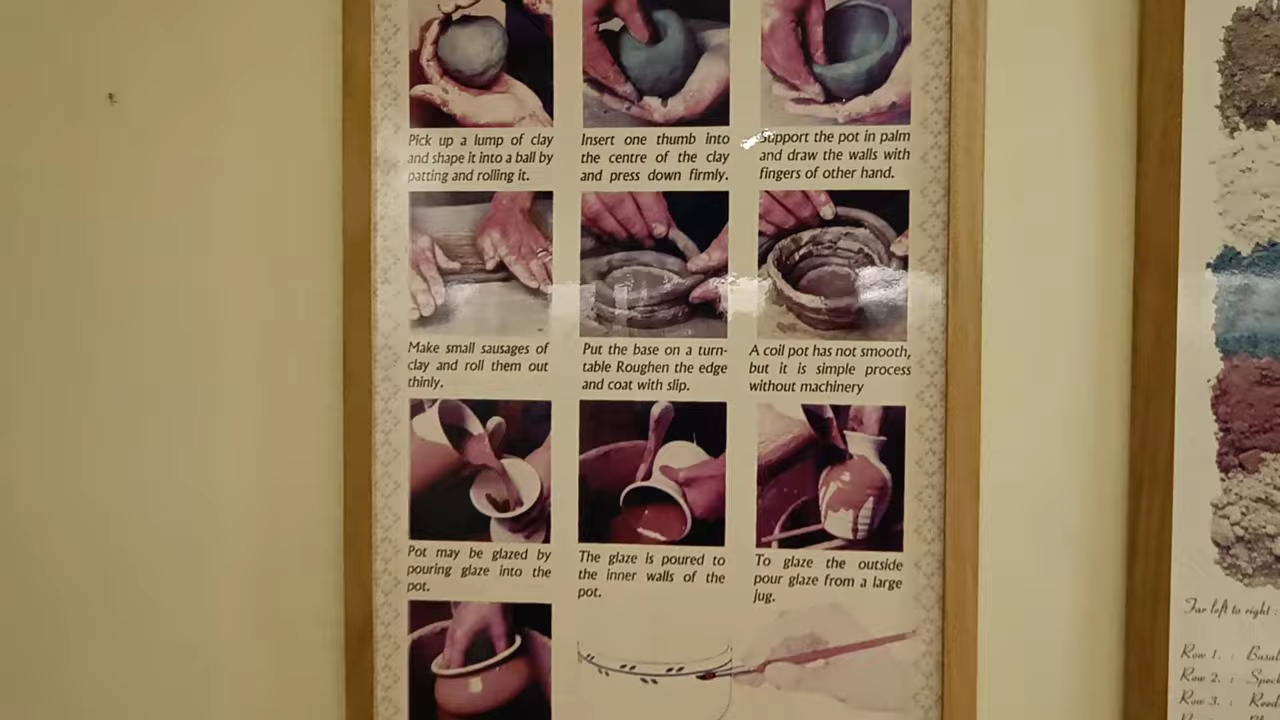 Pick up a lump of clay
and shape it into a ball by
patting and rolling it.
Insert one thumb into
the centre of the clay
and press down firmly.
Support the pot in palm
and draw the walls with
fingers of other hand.
Make small sausages of
clay and roll them out
thinly.
Put the base on a turn-
table Roughen the edge
and coat with slip.
A coil pot has not smooth,
but it is simple process
without machinery
Pot may be glazed by
pouring glaze into the
pot.
The glaze is poured to
the inner walls of the
pot.
To glaze the outside
pour glaze from a large
jug.
Far left to right :
Row 1. :
Row 2. :
Row 3. :